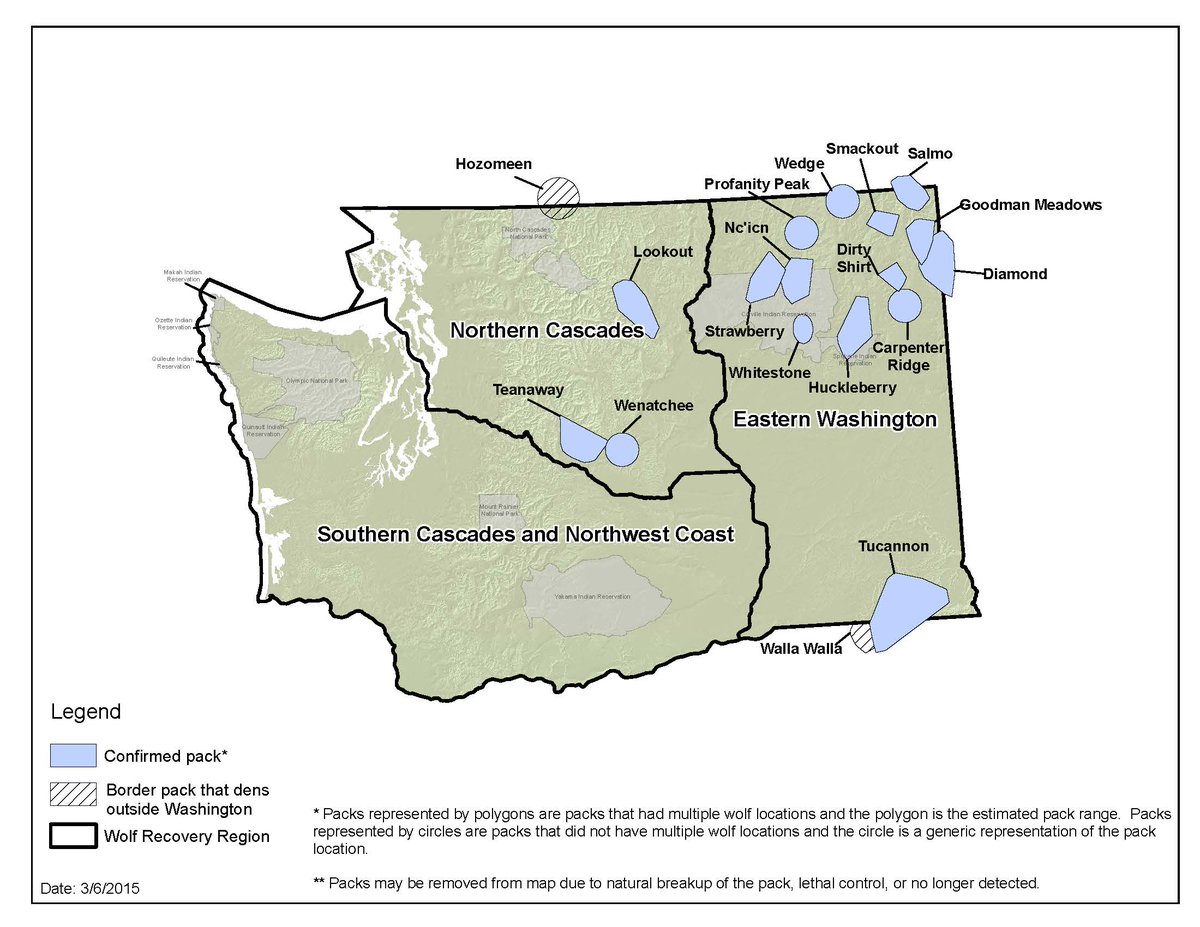 Smackout
Salmo
Hozomeen
Wedge
Profanity Peak
Goodman Meadows
Nc'icn
Lookout
Dirty
Shirt
Diamond
Makah Indian
Reservation
North Cascades
National Park
Ozette Indian
Reservation
Northern Cascades
Strawberry
Colville Indian Reservation
Quileute Indian
Reservation
Spokane Indian
Reservation
Carpenter
Ridge
Whitestone
Huckleberry
Olympic National Park
Teanaway
Wenatchee
Eastern Washington
Quinault Indian
Reservation
Mount Rainier
National Park
Southern Cascades and Northwest Coast
Tucannon
Yakama Indian Reservation
Walla Walla
Legend
Confirmed pack*
Border pack that dens
outside Washington
Wolf Recovery Region
* Packs represented by polygons are packs that had multiple wolf locations and the polygon is the estimated pack range. Packs
represented by circles are packs that did not have multiple wolf locations and the circle is a generic representation of the pack
location.
** Packs may be removed from map due to natural breakup of the pack, lethal control, or no longer detected.
Date: 3/6/2015